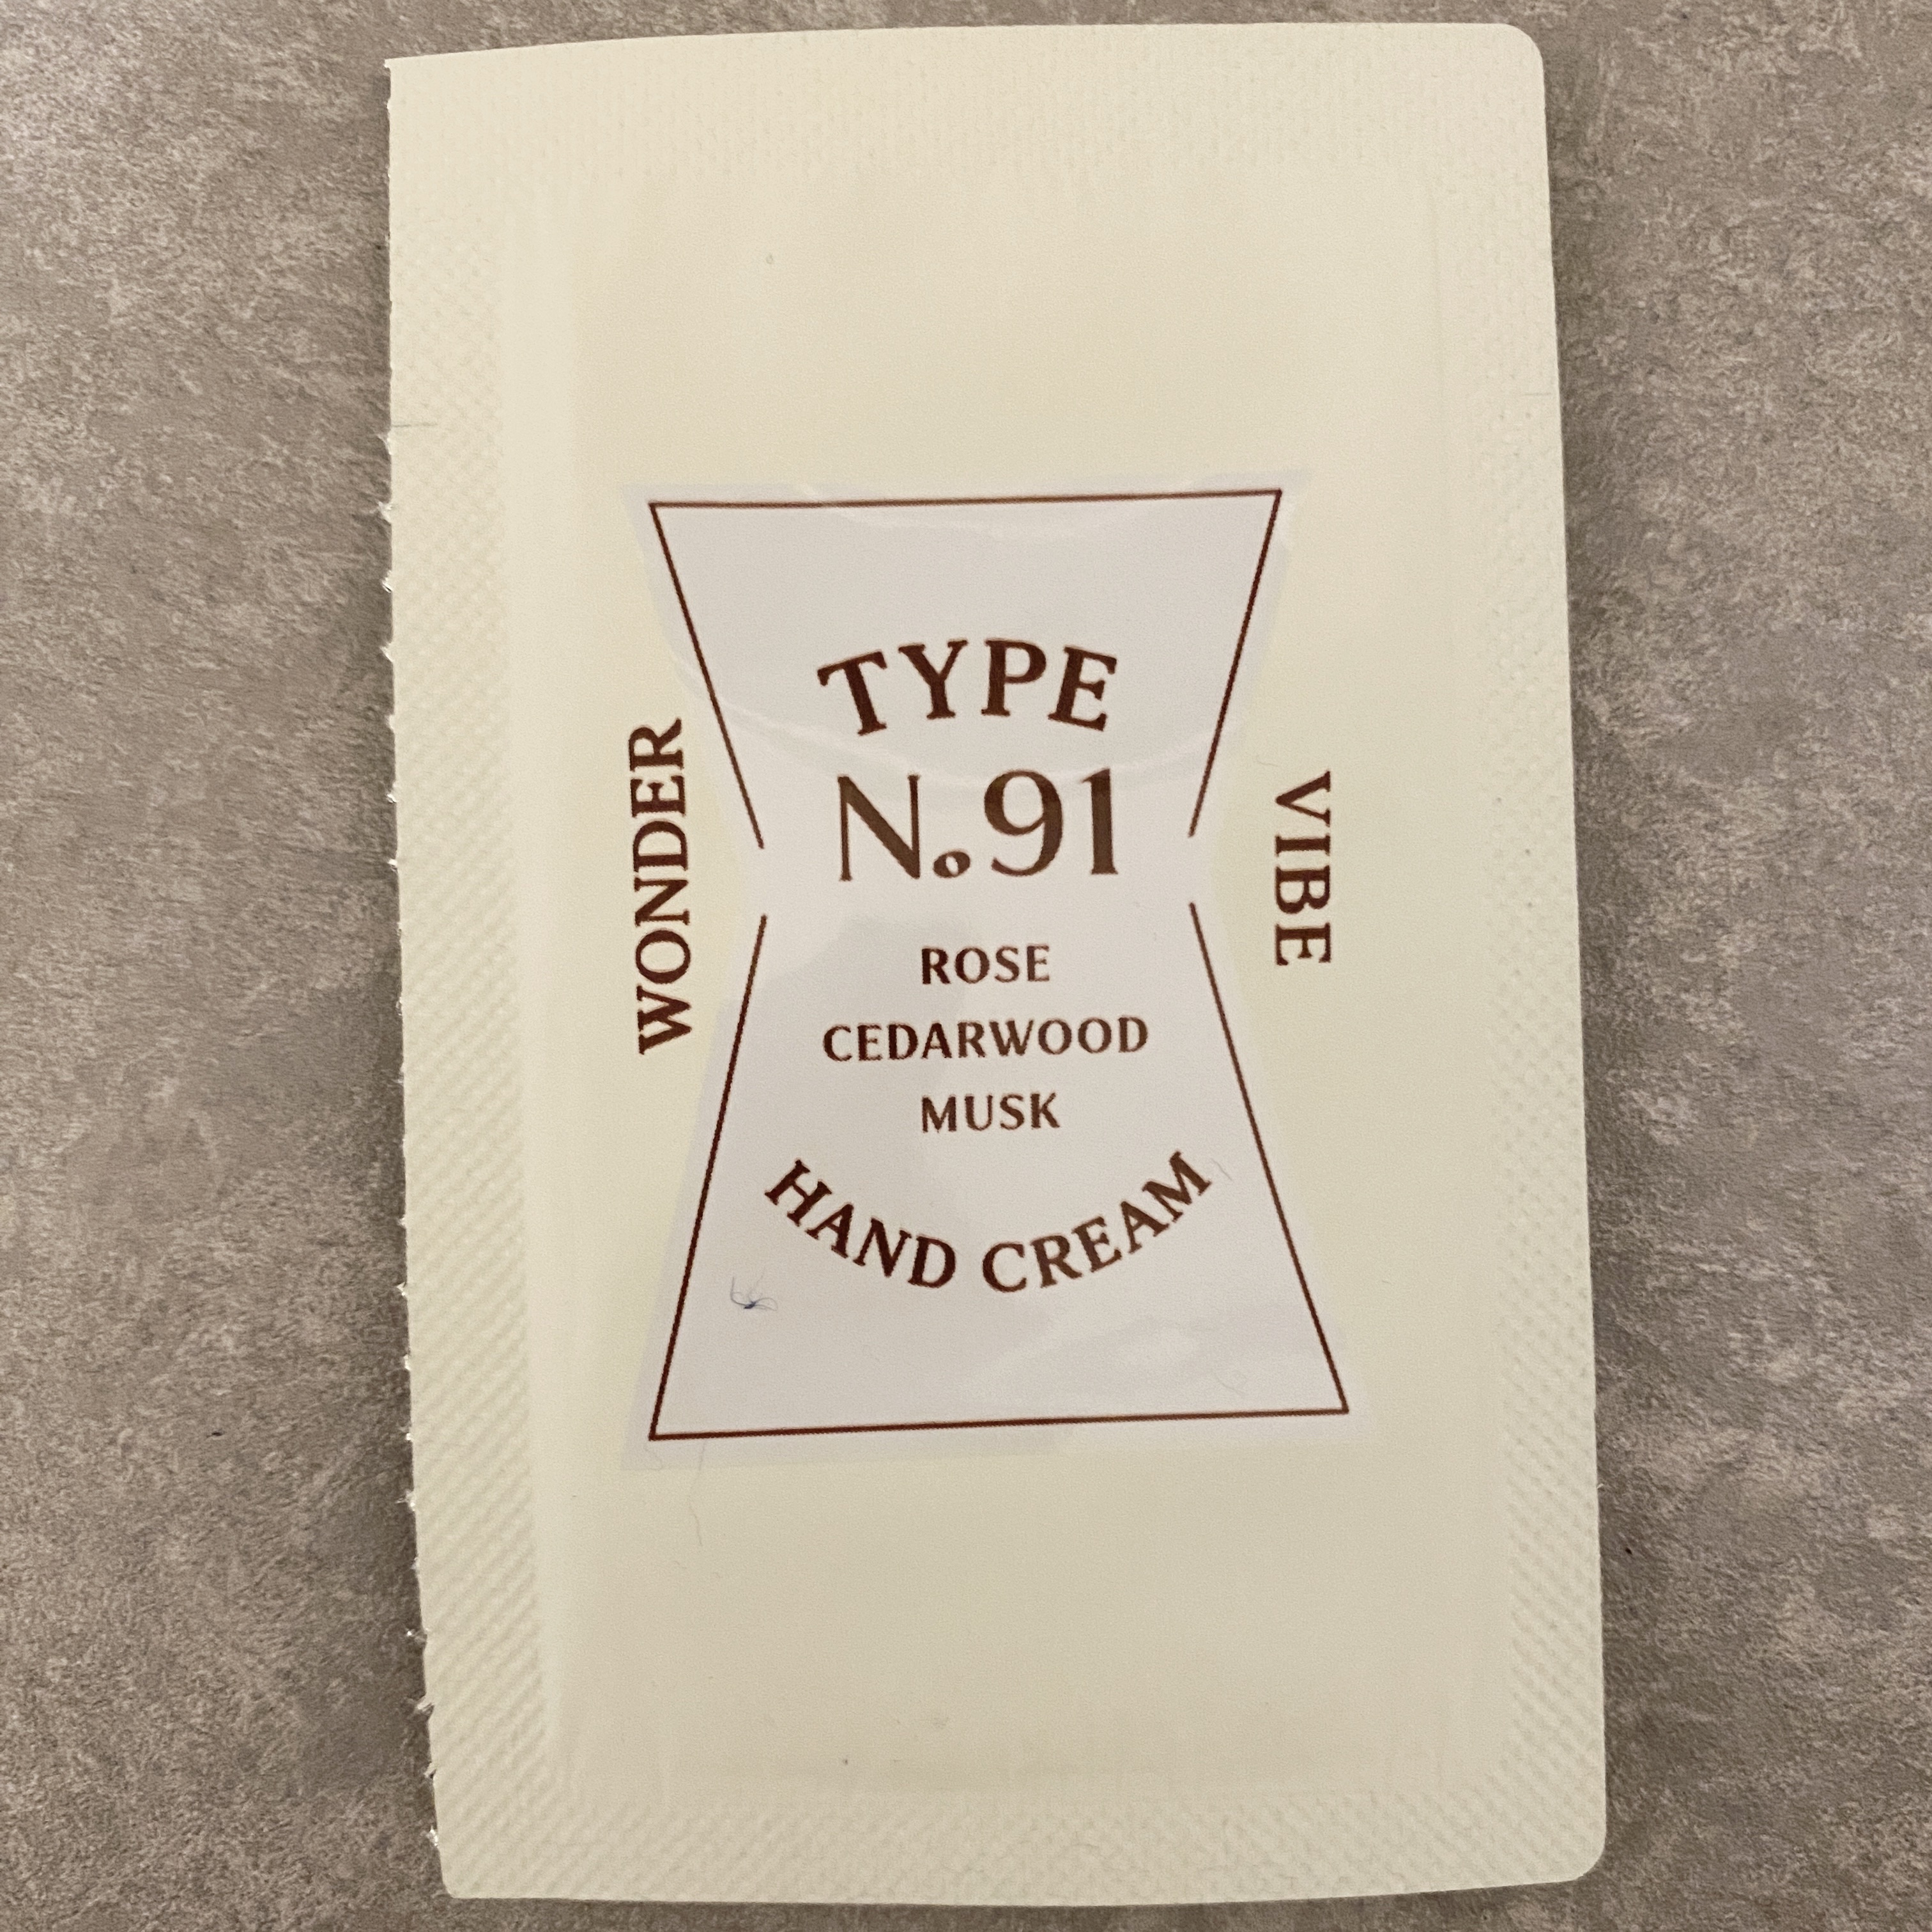 TYPE
N.91
ROSE
CEDARWOOD
MUSK
HAND CREAM
WONDER
VIBE